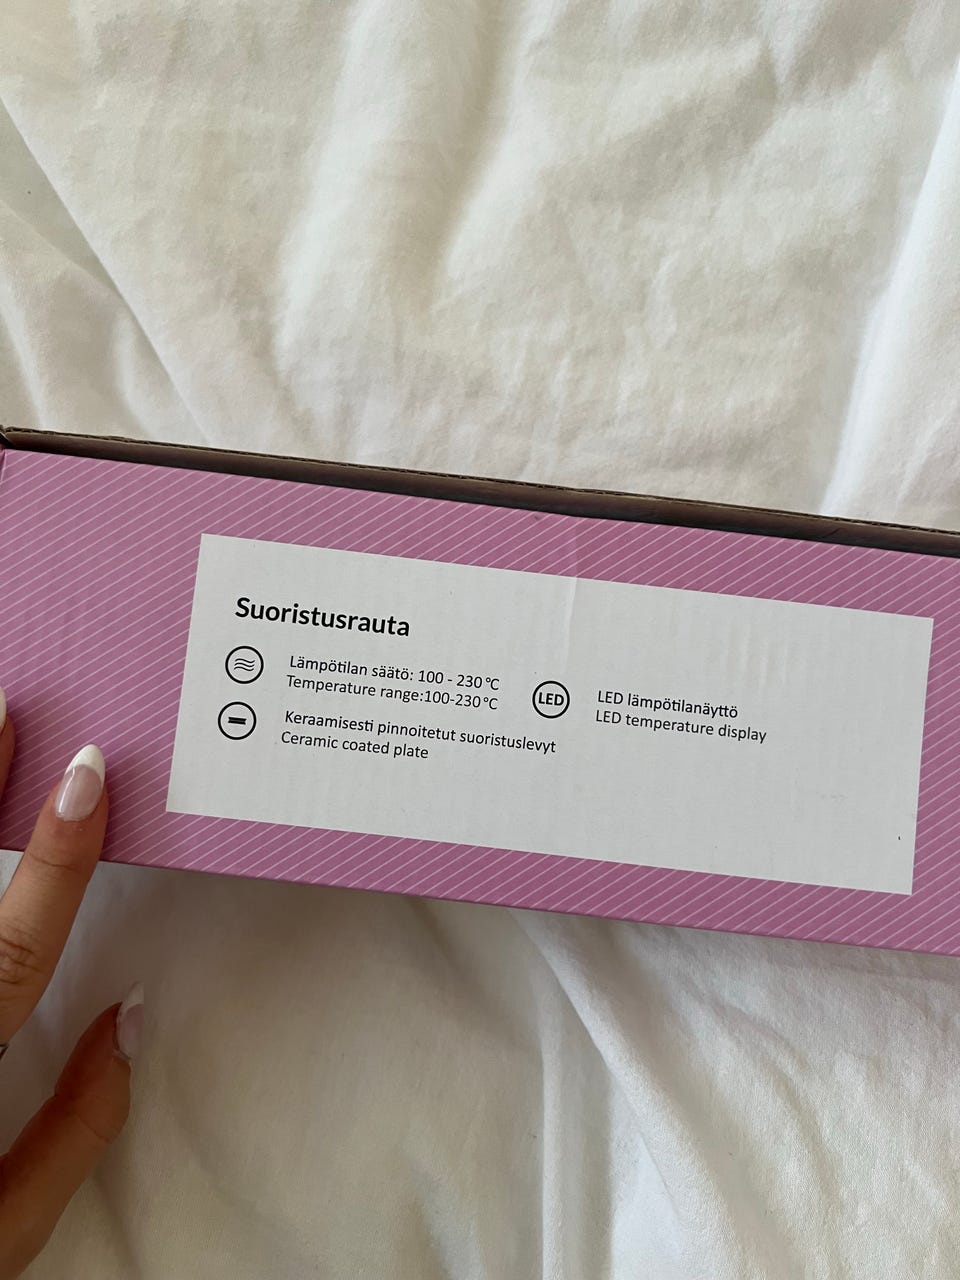 Suoristusrauta
Lämpötilan säätö: 100 - 230 °C
Temperature range:100-230 °C
Keraamisesti pinnoitetut suoristuslevyt
Ceramic coated plate
LED
LED lämpötilanäyttö
LED temperature display